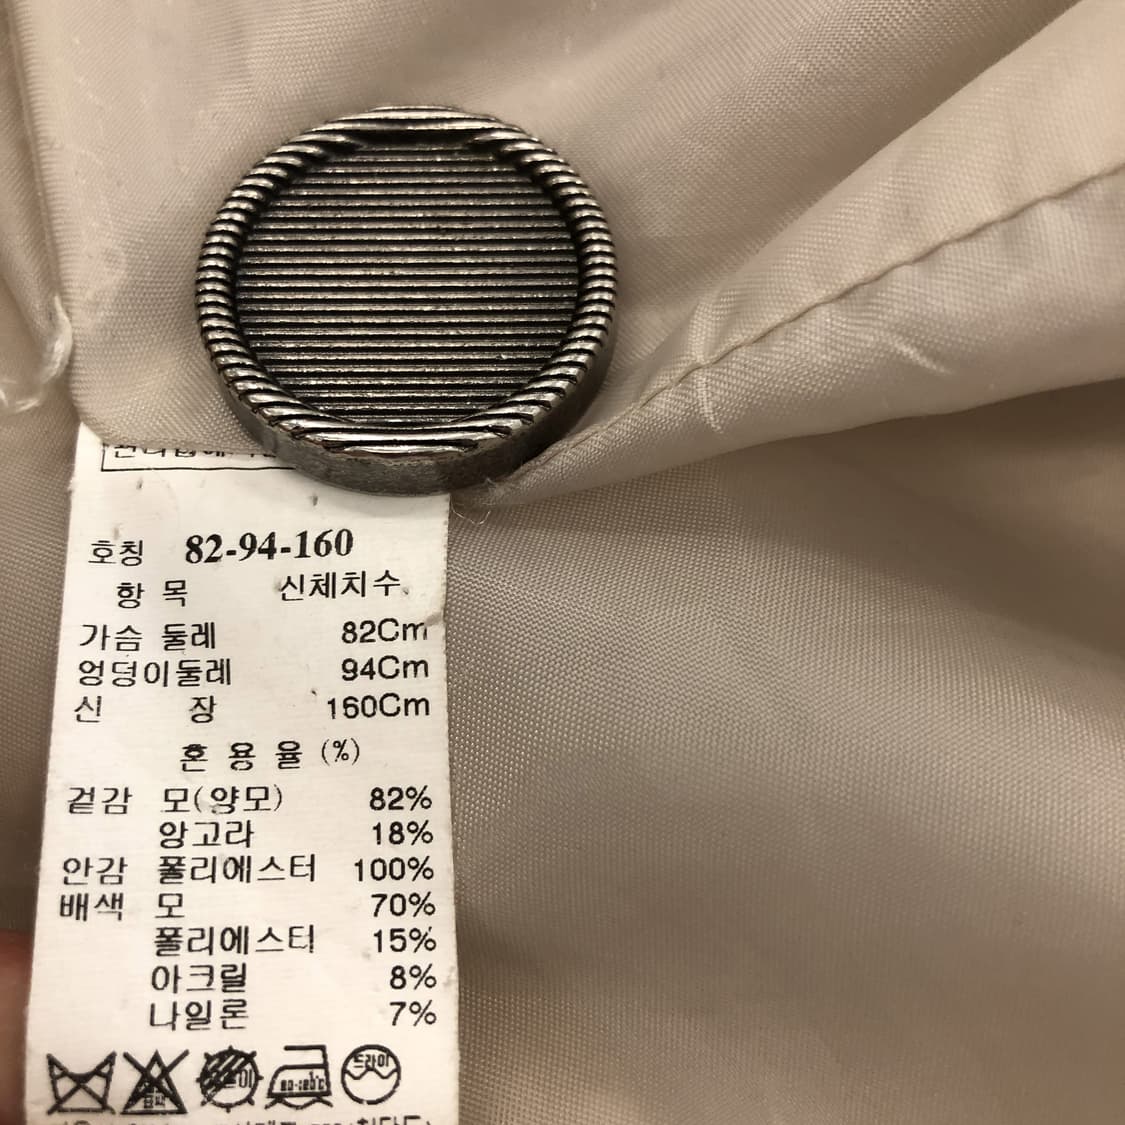 호칭 82-94-160
항 목 신체치수
가슴 둘레 82Cm
엉덩이둘레 94Cm
신 장 160Cm
혼 용 율 (%)
겉감 모(양모) 82%
앙고라 18%
안감 폴리에스터 100%
배색 모 70%
폴리에스터 15%
아크릴 8%
나일론 7%
드라이